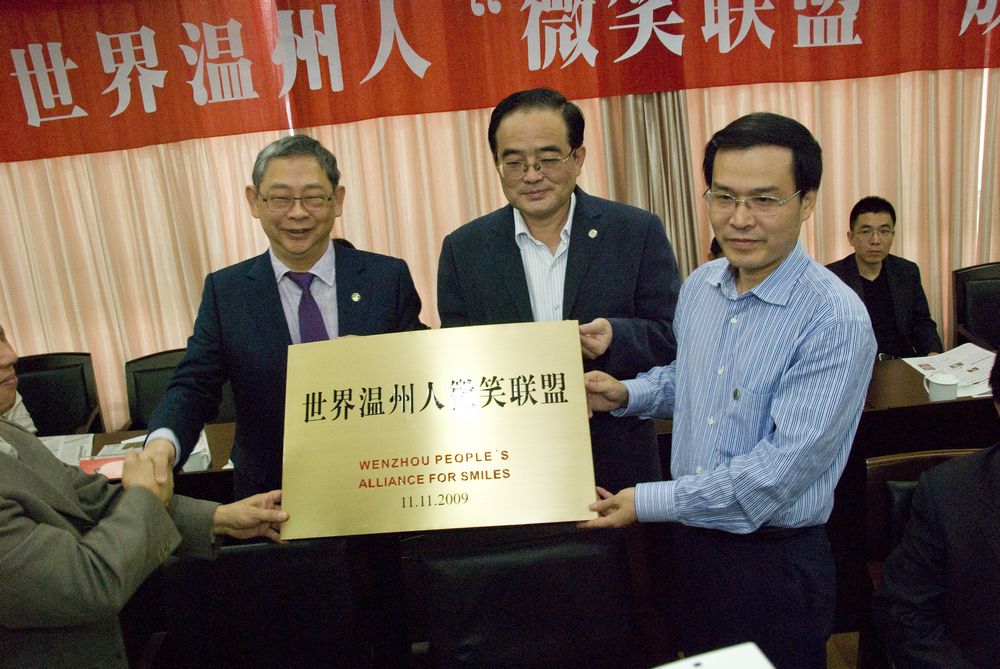 世界温州人“微笑联盟”
世界温州人微笑联盟
WENZHOU PEOPLE´S
ALLIANCE FOR SMILES
11.11.2009